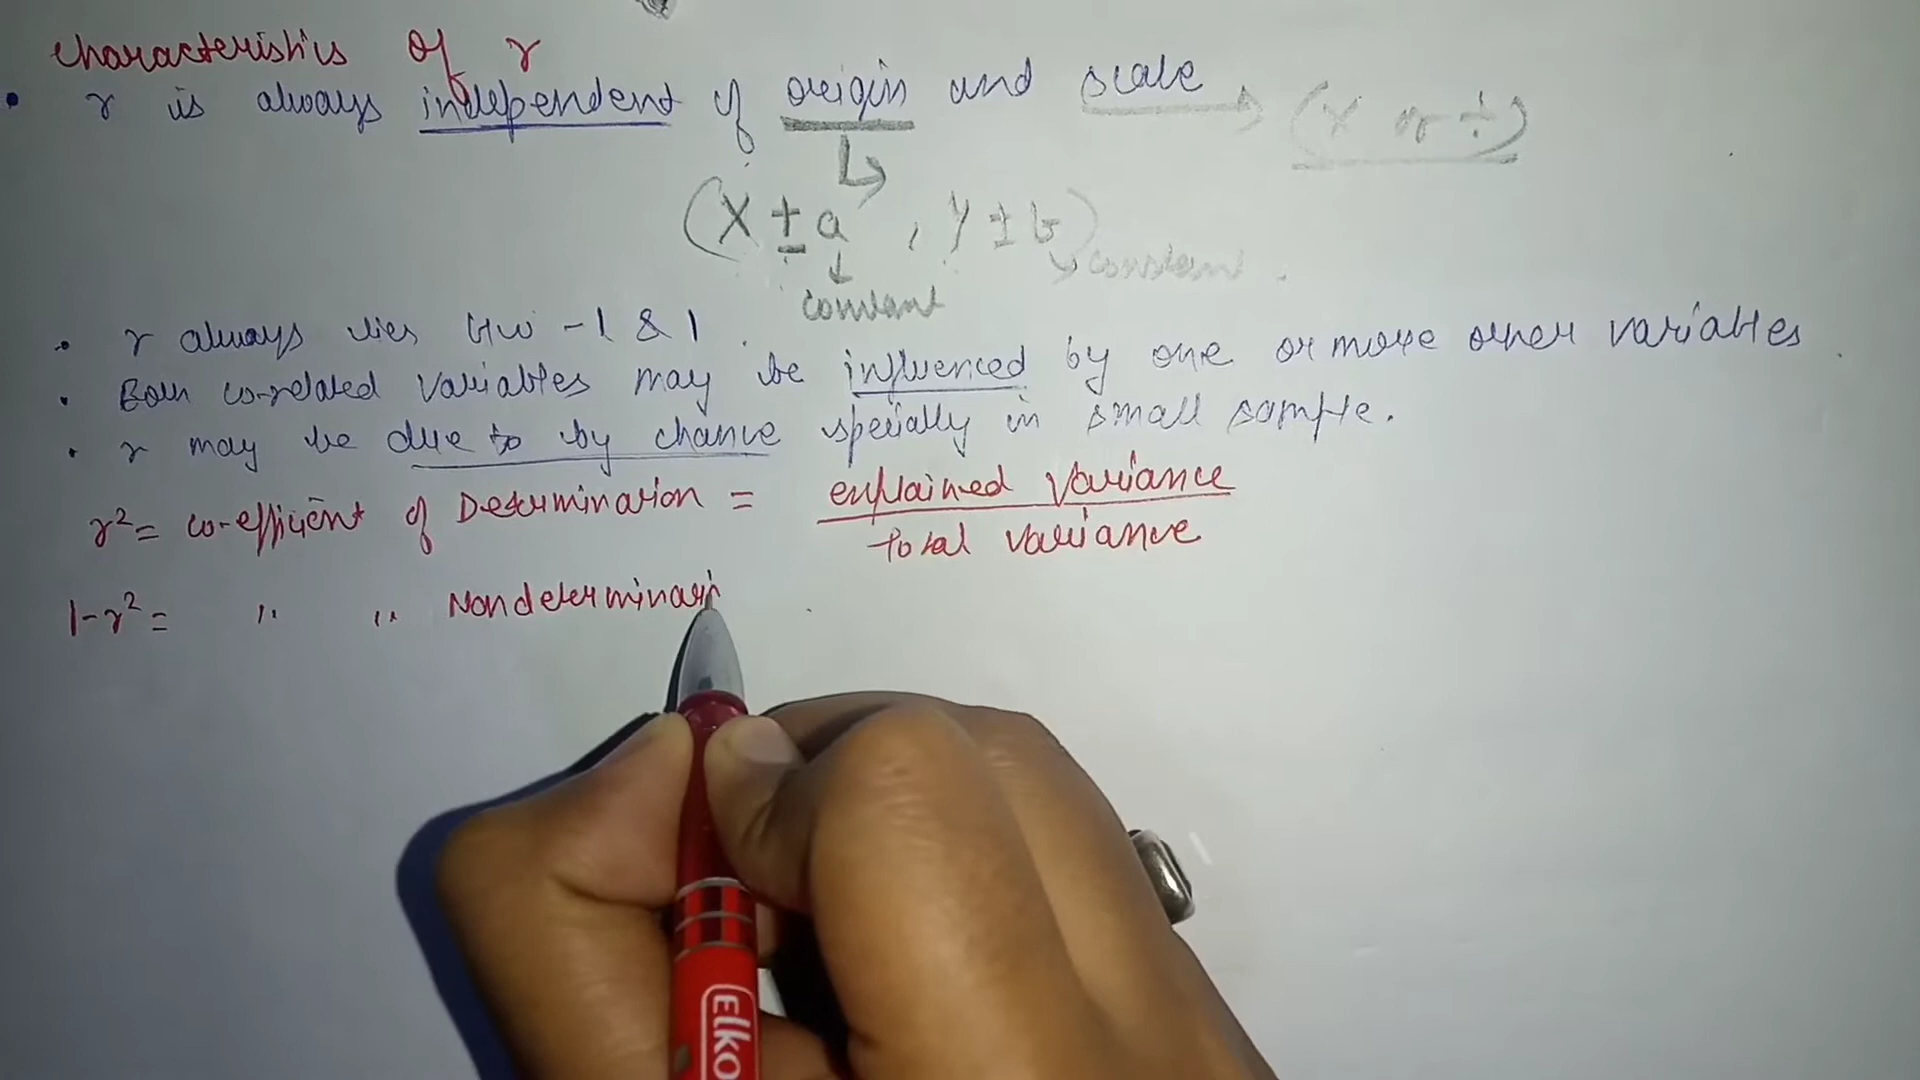 characteristics of r
• r is always independent of origin and scale → (× or ÷)
(X ± a , Y ± b)
constant
constant
• r always lies btw -1 & 1
• Both co-related variables may be influenced by one or more other variables
• r may be due to by chance specially in small sample.
r² = co-efficient of Determination = explained variance
total variance
1-r² = " " Nondeterminati
Elko